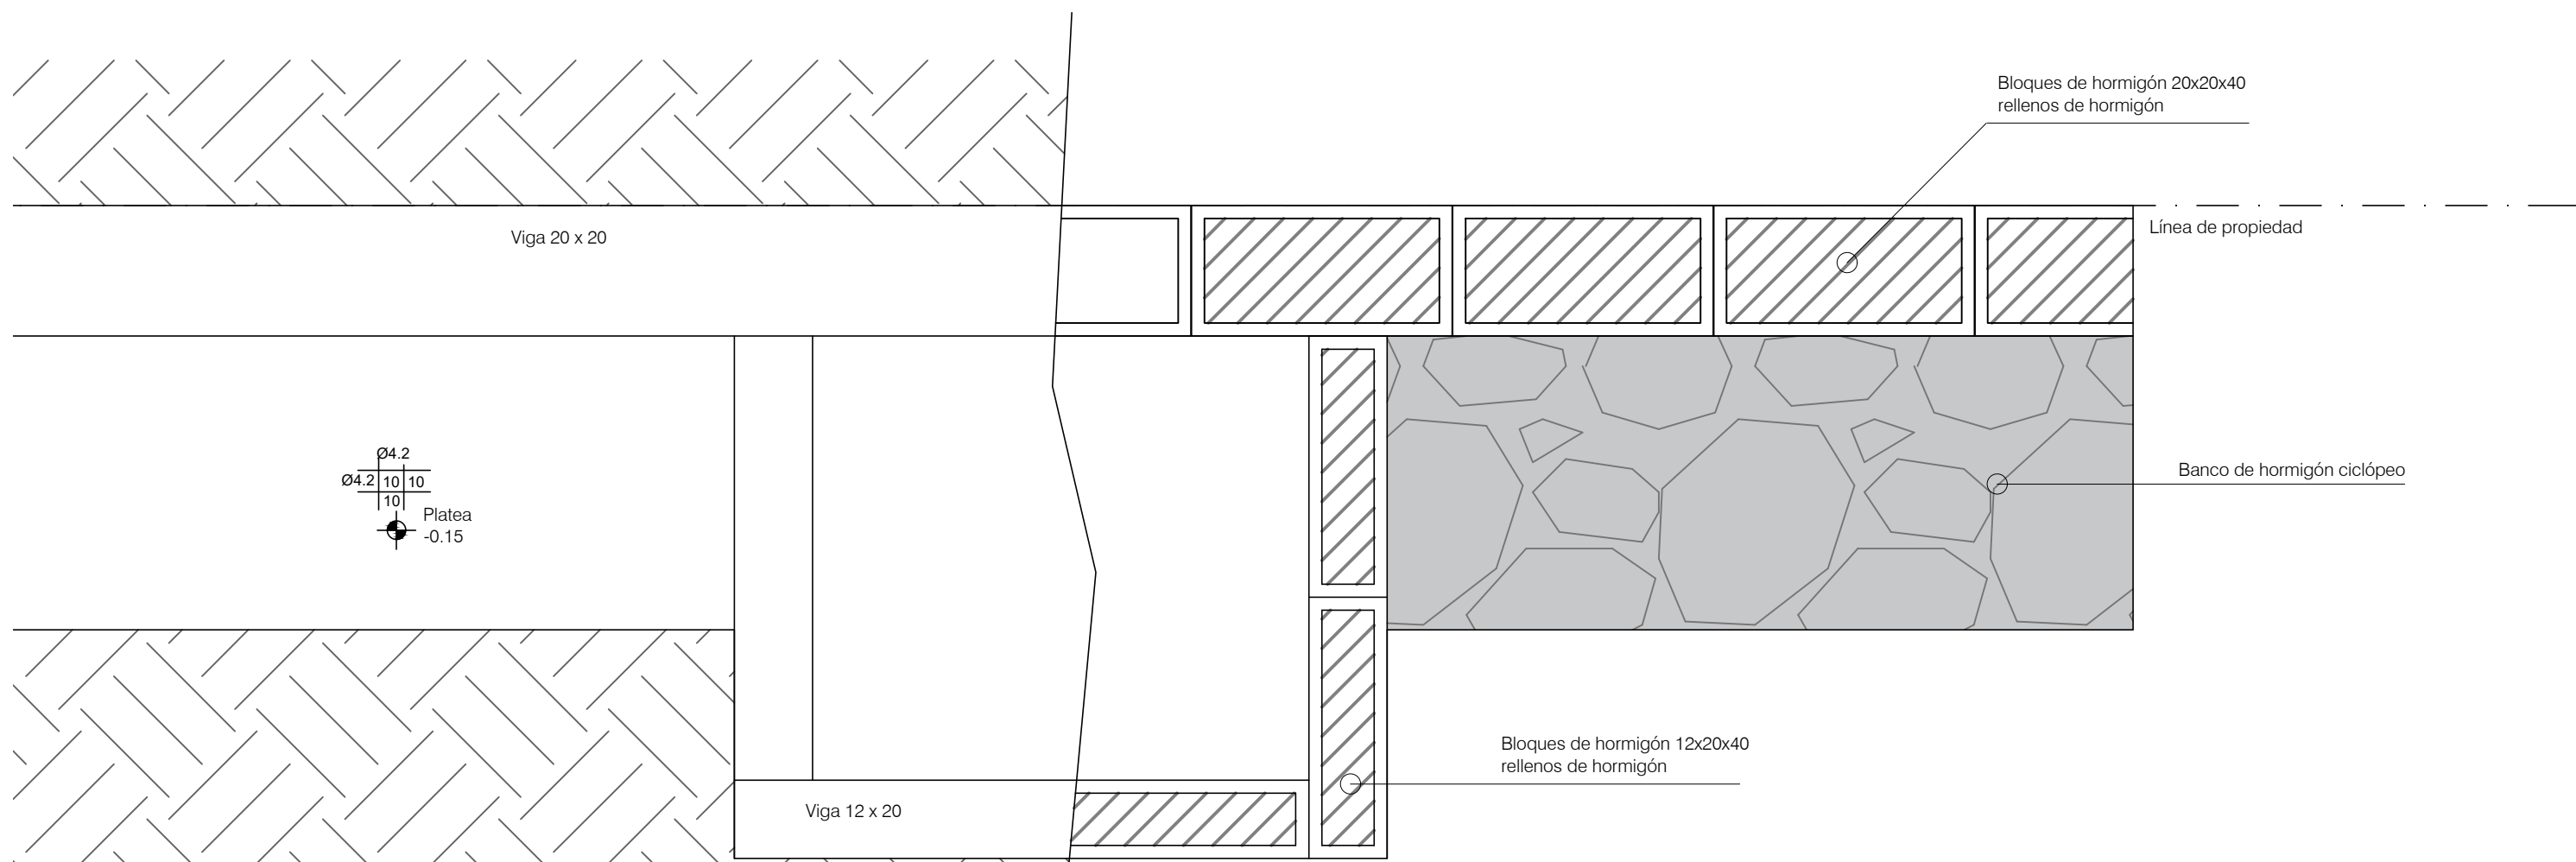 Bloques de hormigón 20x20x40
rellenos de hormigón
Viga 20 x 20
Línea de propiedad
Ø4.2
Ø4.2 10 10
10
Platea
-0.15
Banco de hormigón ciclópeo
Bloques de hormigón 12x20x40
rellenos de hormigón
Viga 12 x 20